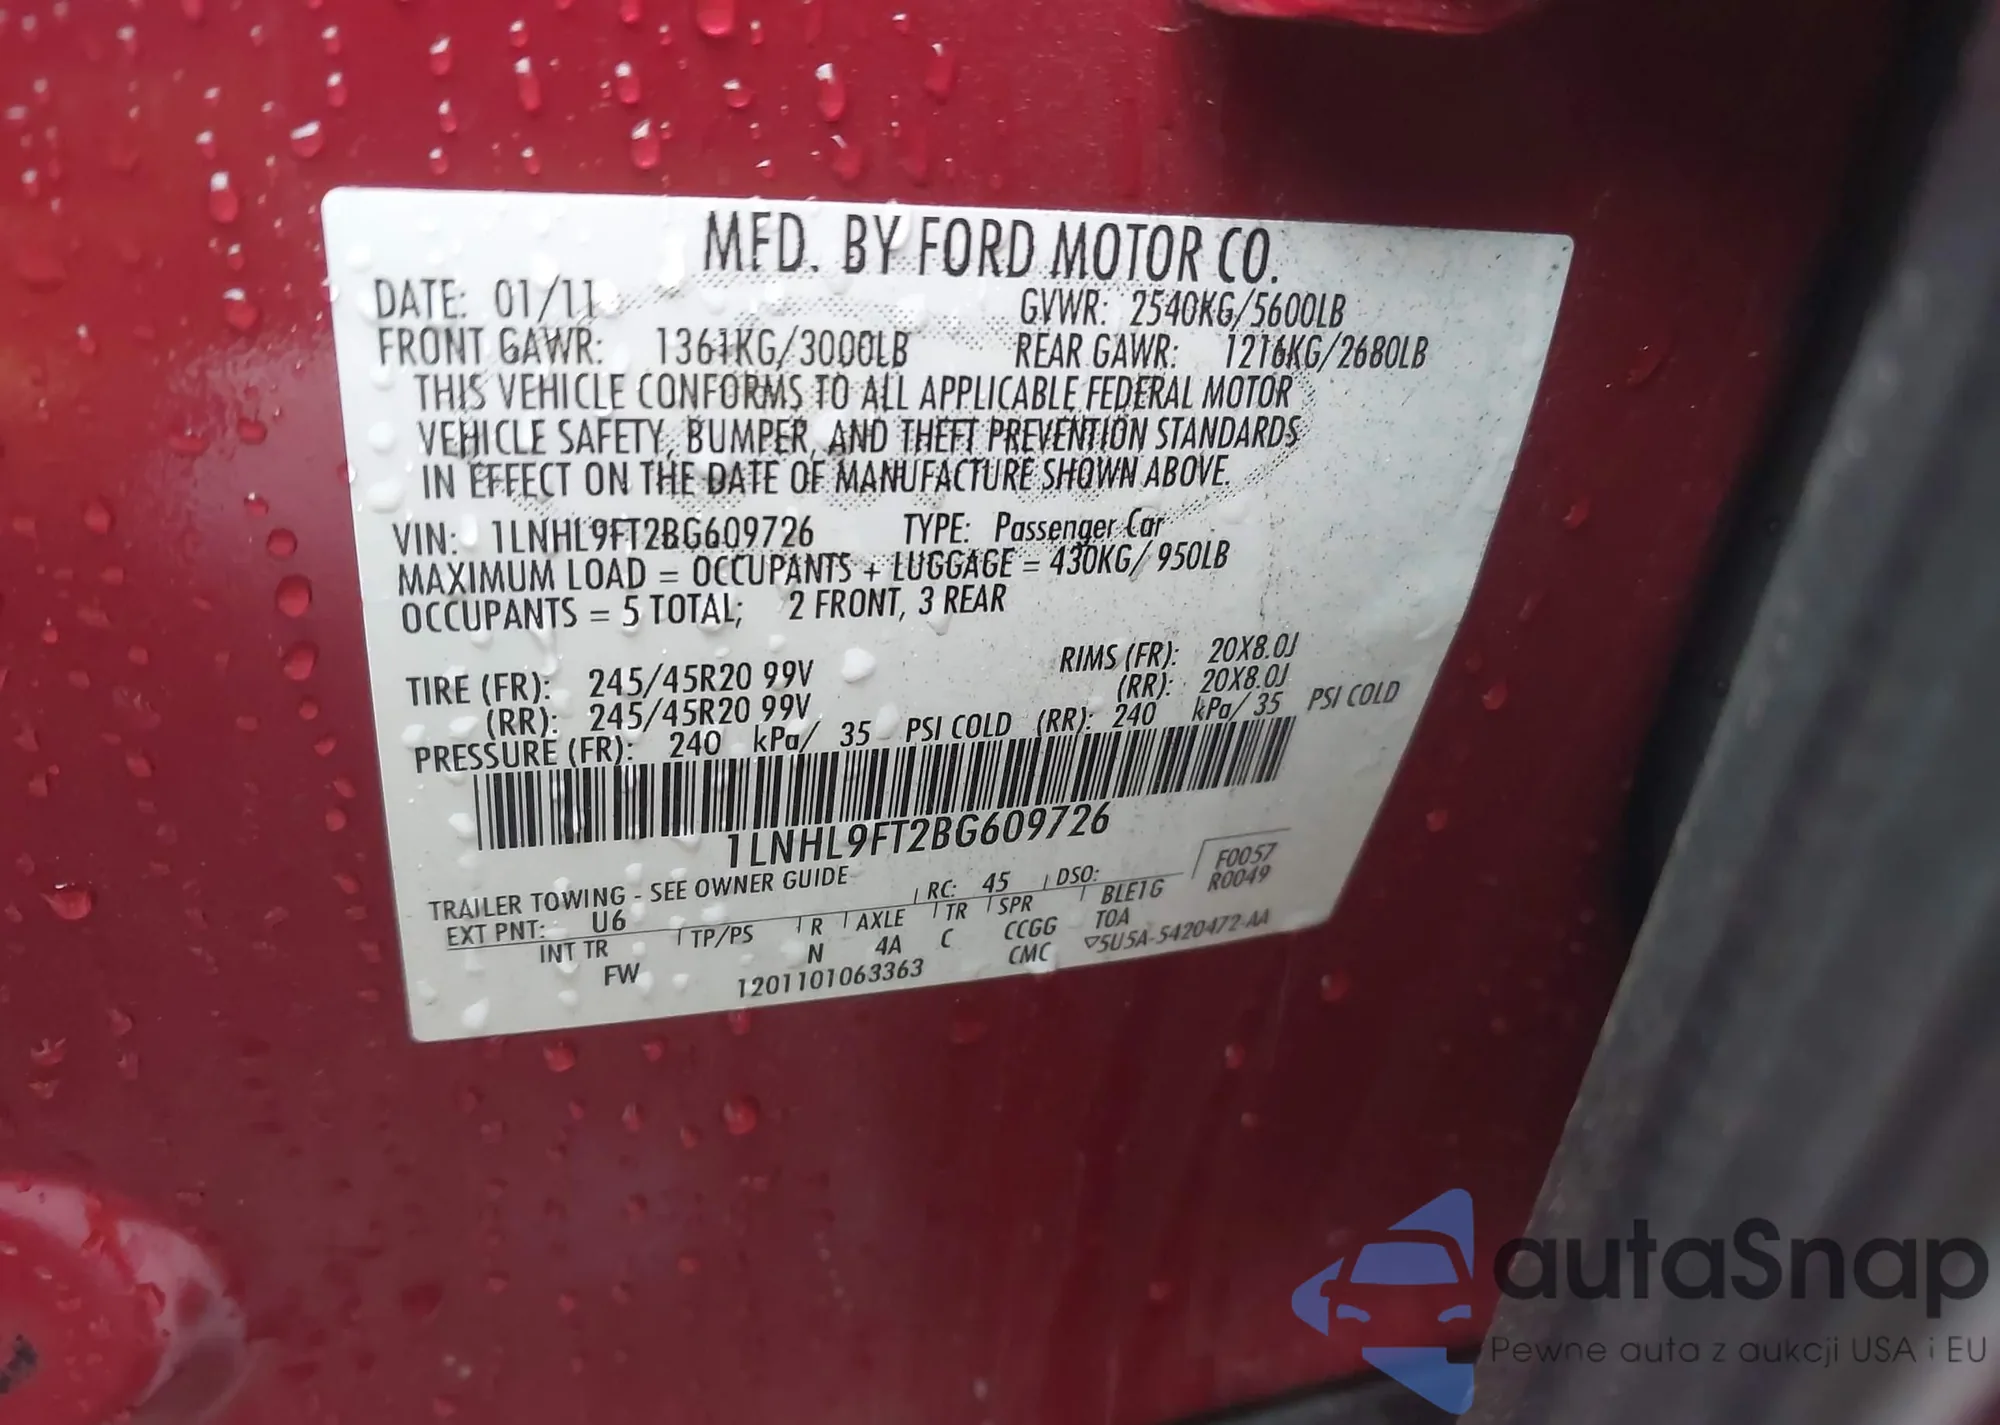 MFD. BY FORD MOTOR CO.
DATE: 01/11 GVWR: 2540KG/5600LB
FRONT GAWR: 1361KG/3000LB REAR GAWR: 1216KG/2680LB
THIS VEHICLE CONFORMS TO ALL APPLICABLE FEDERAL MOTOR
VEHICLE SAFETY, BUMPER, AND THEFT PREVENTION STANDARDS
IN EFFECT ON THE DATE OF MANUFACTURE SHOWN ABOVE.
VIN: 1LNHL9FT2BG609726 TYPE: Passenger Car
MAXIMUM LOAD = OCCUPANTS + LUGGAGE = 430KG/950LB
OCCUPANTS = 5 TOTAL; 2 FRONT, 3 REAR
TIRE (FR): 245/45R20 99V RIMS (FR): 20X8.0J
(RR): 245/45R20 99V (RR): 20X8.0J
PRESSURE (FR): 240 kPa/ 35 PSI COLD (RR): 240 kPa/ 35 PSI COLD
1LNHL9FT2BG609726
F0057
R0049
TRAILER TOWING - SEE OWNER GUIDE
EXT PNT: U6 RC: 45 DSO:
INT TR TP/PS R AXLE TR SPR BLE1G
FW N 4A C CCGG TOA
1201101063363 CMC ▽5U5A-5420472-AA
autaSnap
Pewne auta z aukcji USA i EU